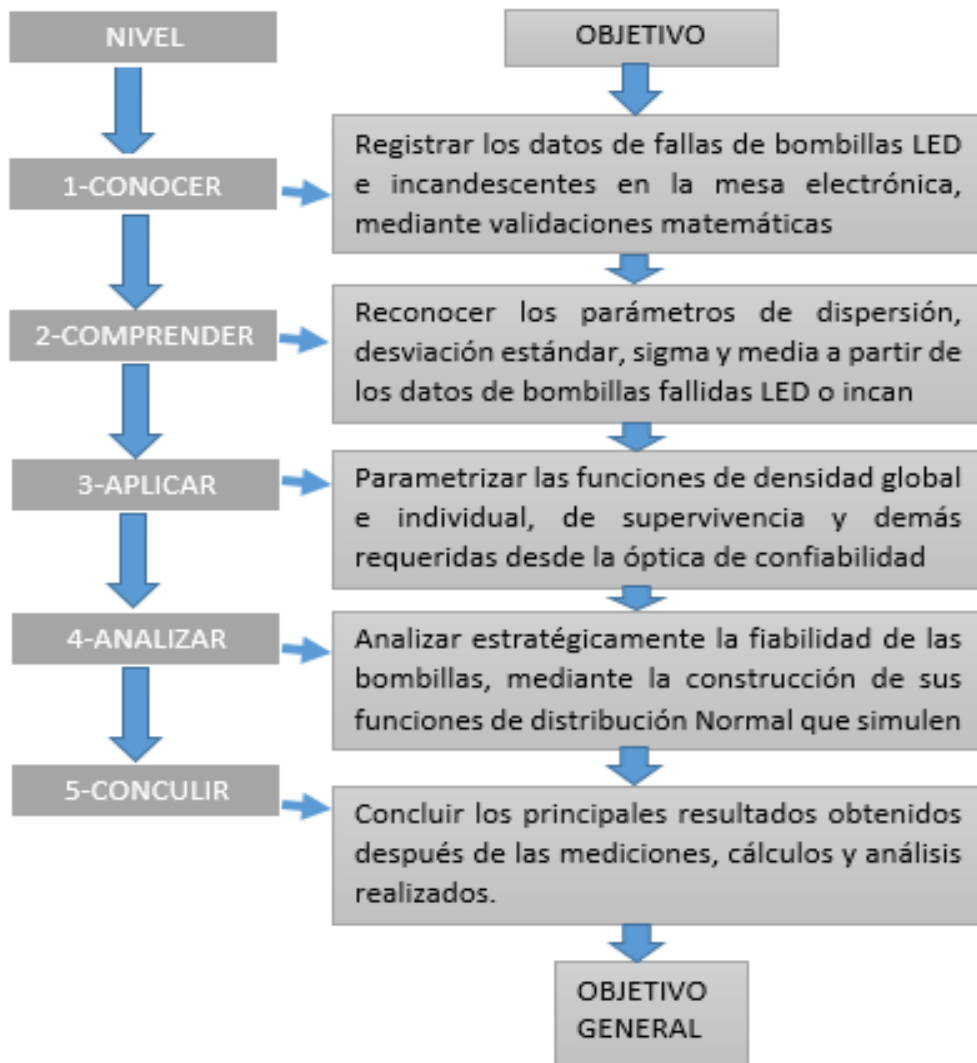 NIVEL
OBJETIVO
1-CONOCER
Registrar los datos de fallas de bombillas LED
e incandescentes en la mesa electrónica,
mediante validaciones matemáticas
2-COMPRENDER
Reconocer los parámetros de dispersión,
desviación estándar, sigma y media a partir de
los datos de bombillas fallidas LED o incan
3-APLICAR
Parametrizar las funciones de densidad global
e individual, de supervivencia y demás
requeridas desde la óptica de confiabilidad
4-ANALIZAR
Analizar estratégicamente la fiabilidad de las
bombillas, mediante la construcción de sus
funciones de distribución Normal que simulen
5-CONCULIR
Concluir los principales resultados obtenidos
después de las mediciones, cálculos y análisis
realizados.
OBJETIVO
GENERAL